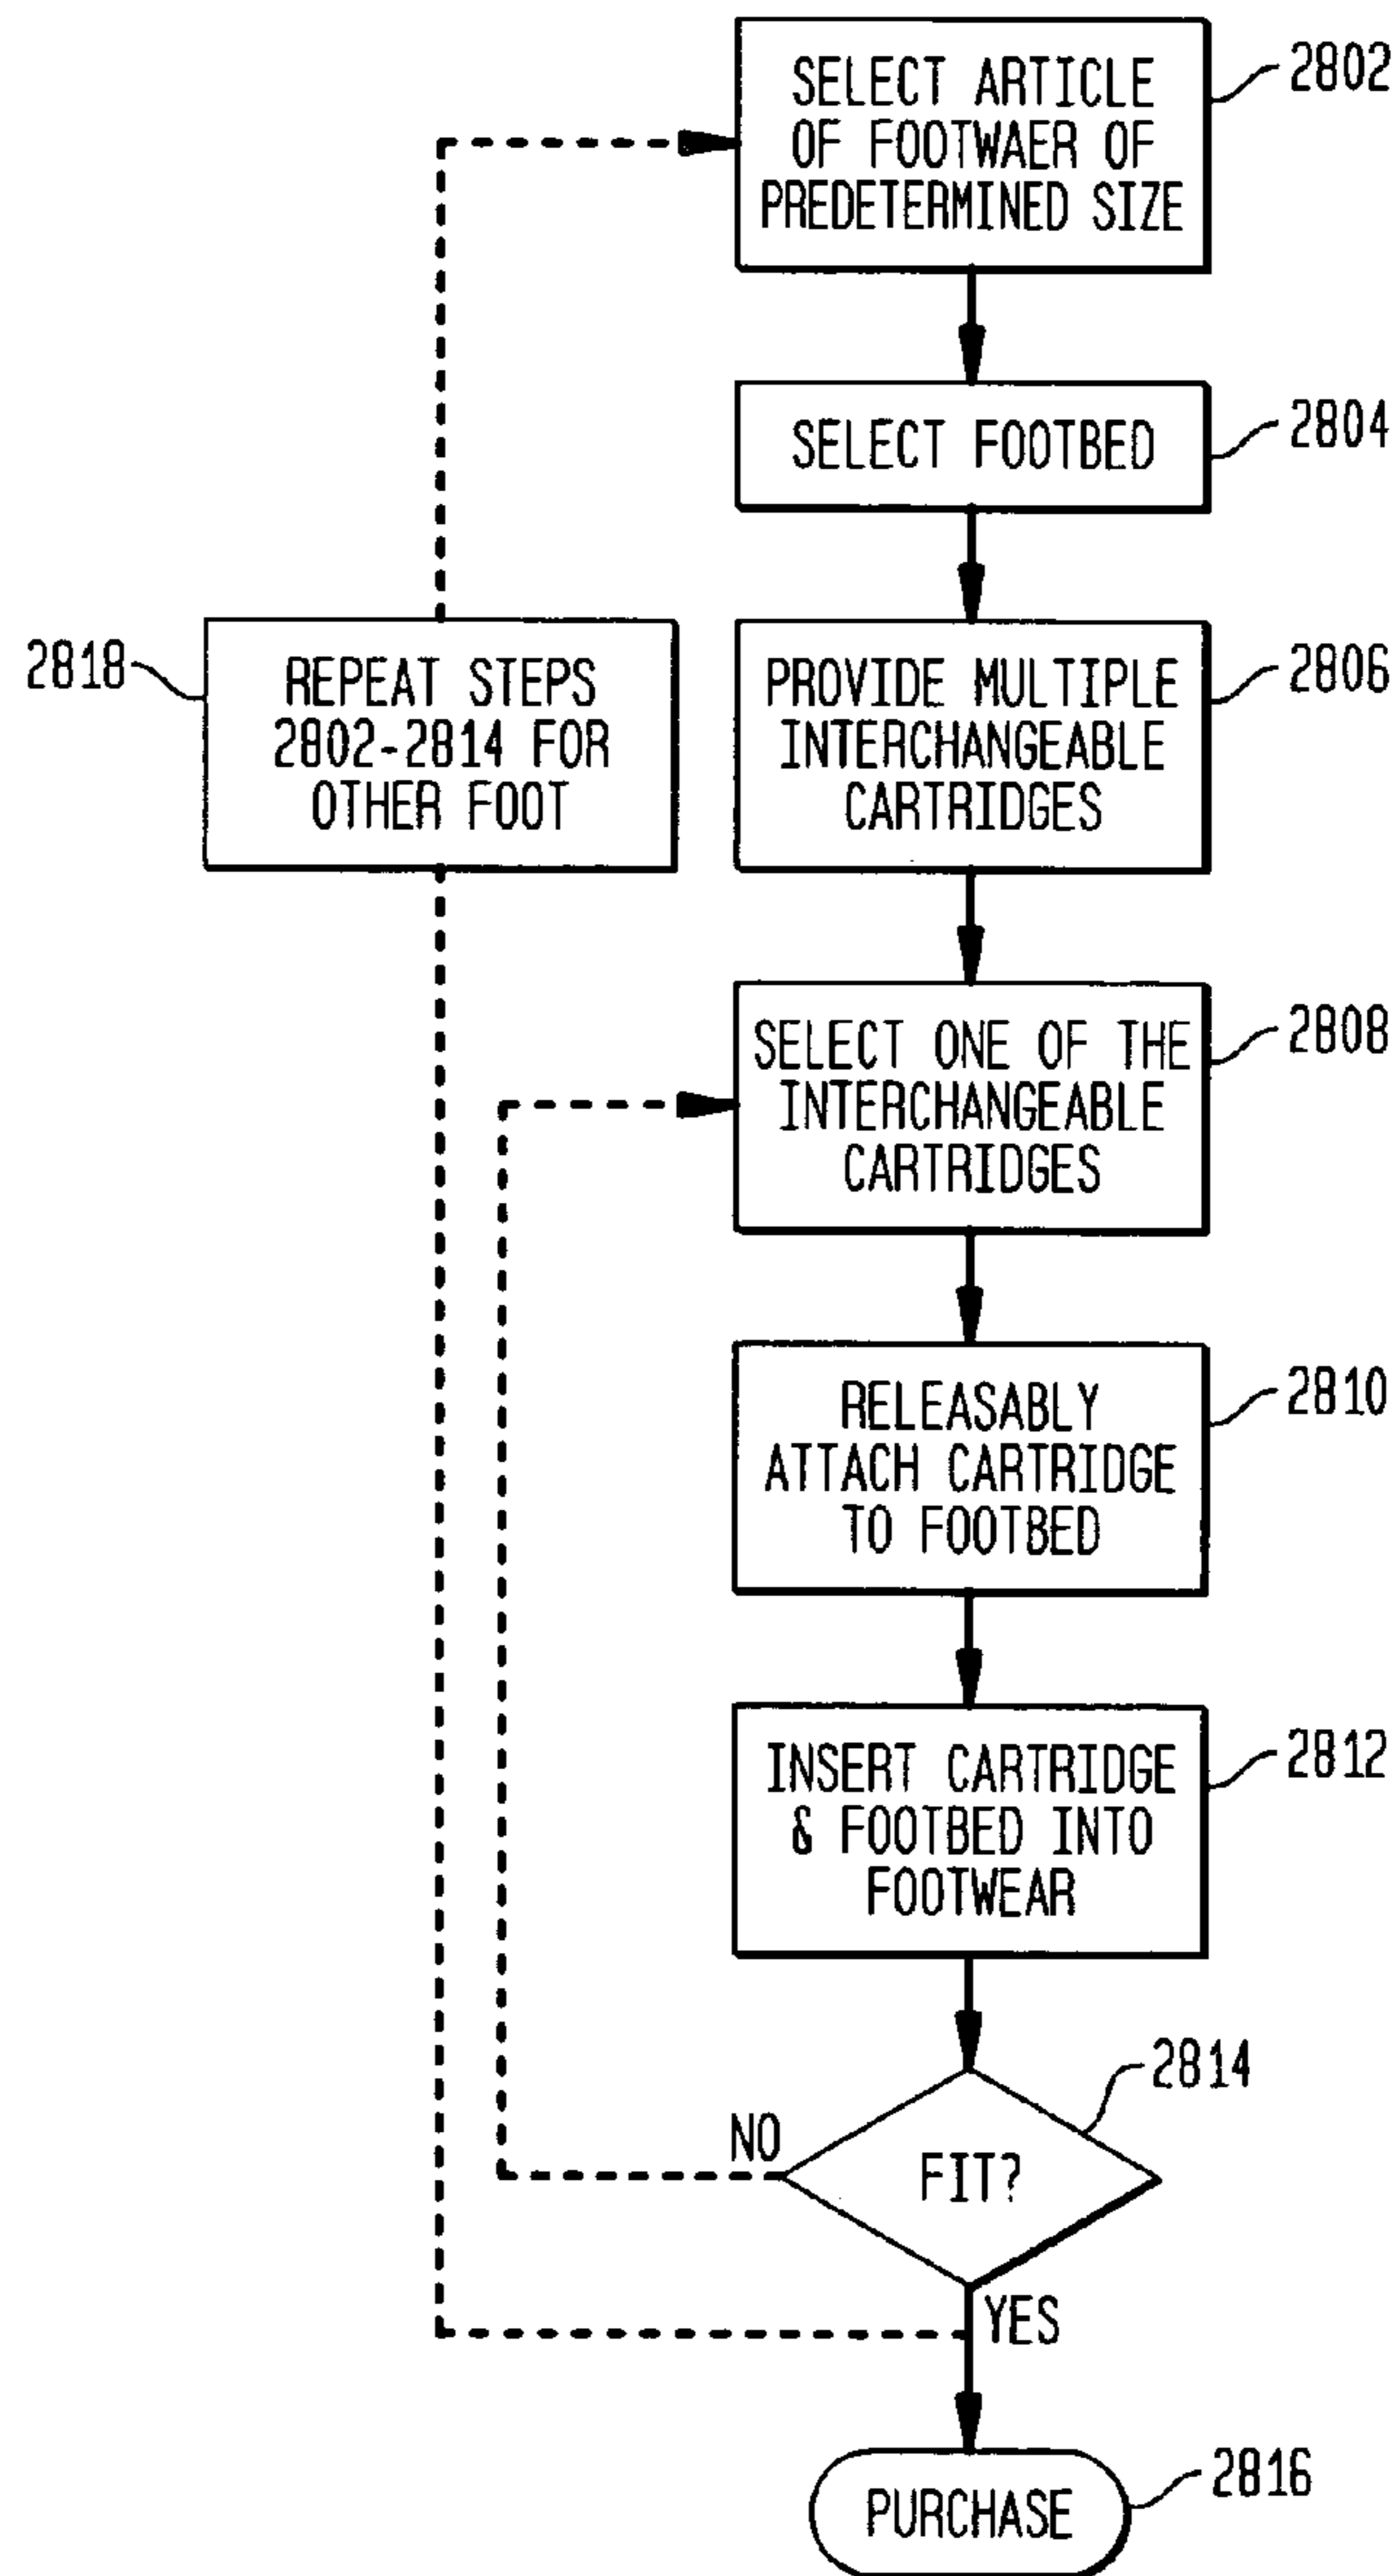 SELECT ARTICLE
OF FOOTWAER OF
PREDETERMINED SIZE
2802
SELECT FOOTBED
2804
2818
REPEAT STEPS
2802-2814 FOR
OTHER FOOT
PROVIDE MULTIPLE
INTERCHANGEABLE
CARTRIDGES
2806
SELECT ONE OF THE
INTERCHANGEABLE
CARTRIDGES
2808
RELEASABLY
ATTACH CARTRIDGE
TO FOOTBED
2810
INSERT CARTRIDGE
& FOOTBED INTO
FOOTWEAR
2812
2814
NO
FIT?
YES
PURCHASE
2816